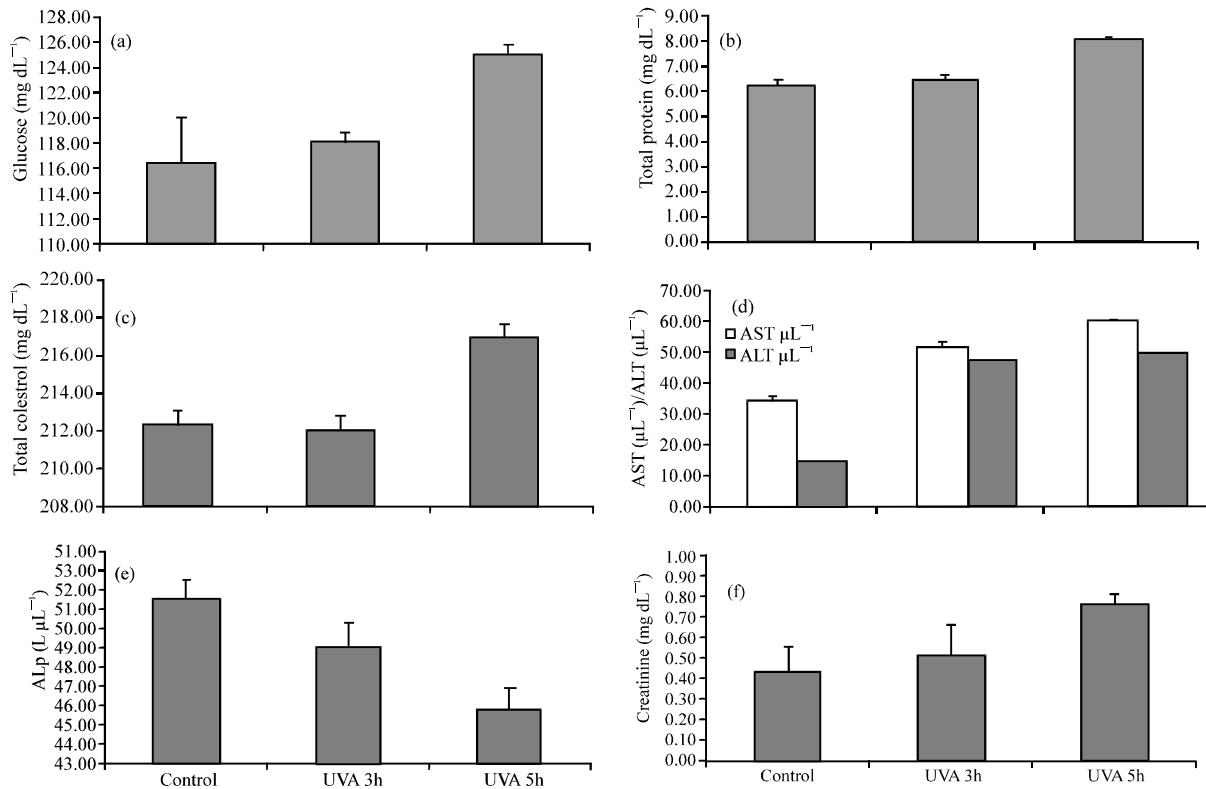 (a)
Glucose (mg dL⁻¹)
128.00
126.00
124.00
122.00
120.00
118.00
116.00
114.00
112.00
110.00
(b)
Total protein (mg dL⁻¹)
9.00
8.00
7.00
6.00
5.00
4.00
3.00
2.00
1.00
0.00
(c)
Total colestrol (mg dL⁻¹)
220.00
218.00
216.00
214.00
212.00
210.00
208.00
(d)
AST µL⁻¹
ALT µL⁻¹
AST (µL⁻¹)/ALT (µL⁻¹)
70.00
60.00
50.00
40.00
30.00
20.00
10.00
0.00
(e)
ALp (L µL⁻¹)
51.00
53.00
52.00
51.00
50.00
49.00
48.00
47.00
46.00
45.00
44.00
43.00
Control
UVA 3h
UVA 5h
(f)
Creatinine (mg dL⁻¹)
1.00
0.90
0.80
0.70
0.60
0.50
0.40
0.30
0.20
0.10
0.00
Control
UVA 3h
UVA 5h